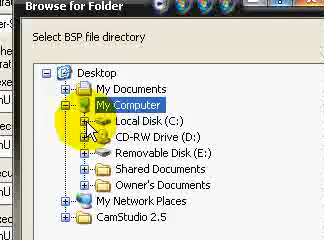 Browse for Folder
Select BSP file directory
Desktop
My Documents
My Computer
Local Disk (C:)
CD-RW Drive (D:)
Removable Disk (E:)
Shared Documents
Owner's Documents
My Network Places
CamStudio 2.5